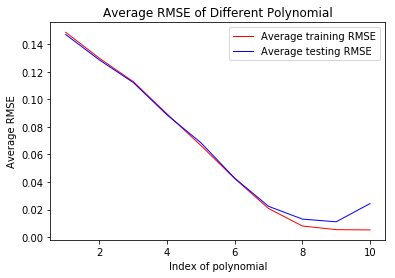 Average RMSE of Different Polynomial
Average training RMSE
Average testing RMSE
0.14
0.12
0.10
0.08
0.06
0.04
0.02
0.00
Average RMSE
2
4
6
8
10
Index of polynomial